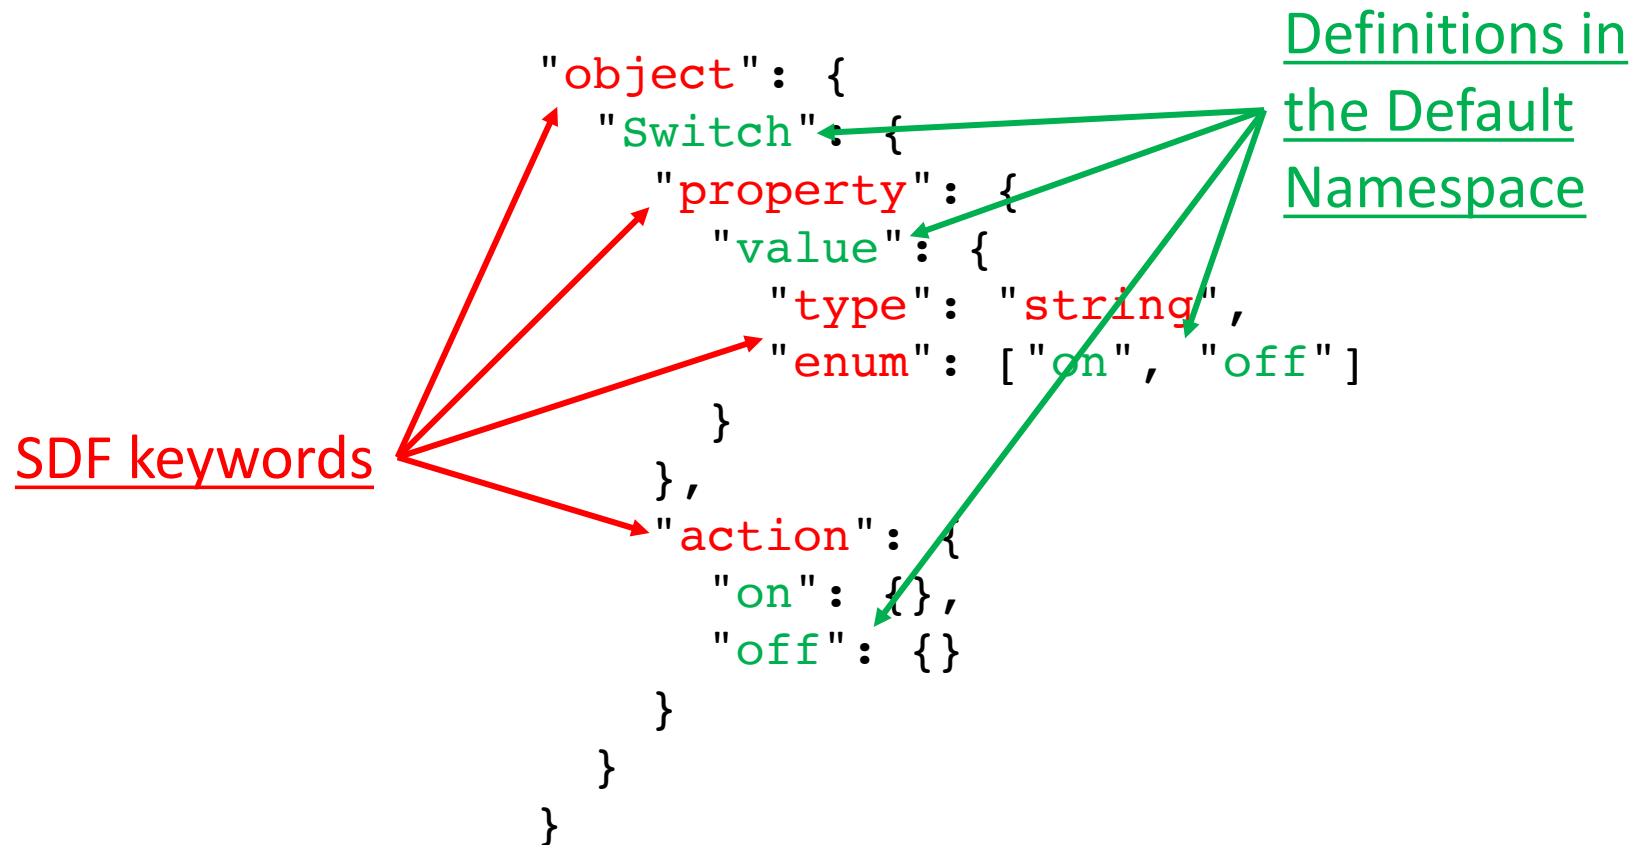 "object": {
"Switch": {
"property": {
"value": {
"type": "string",
"enum": ["on", "off"]
}
},
"action": {
"on": {},
"off": {}
}
}
}
SDF keywords
Definitions in
the Default
Namespace